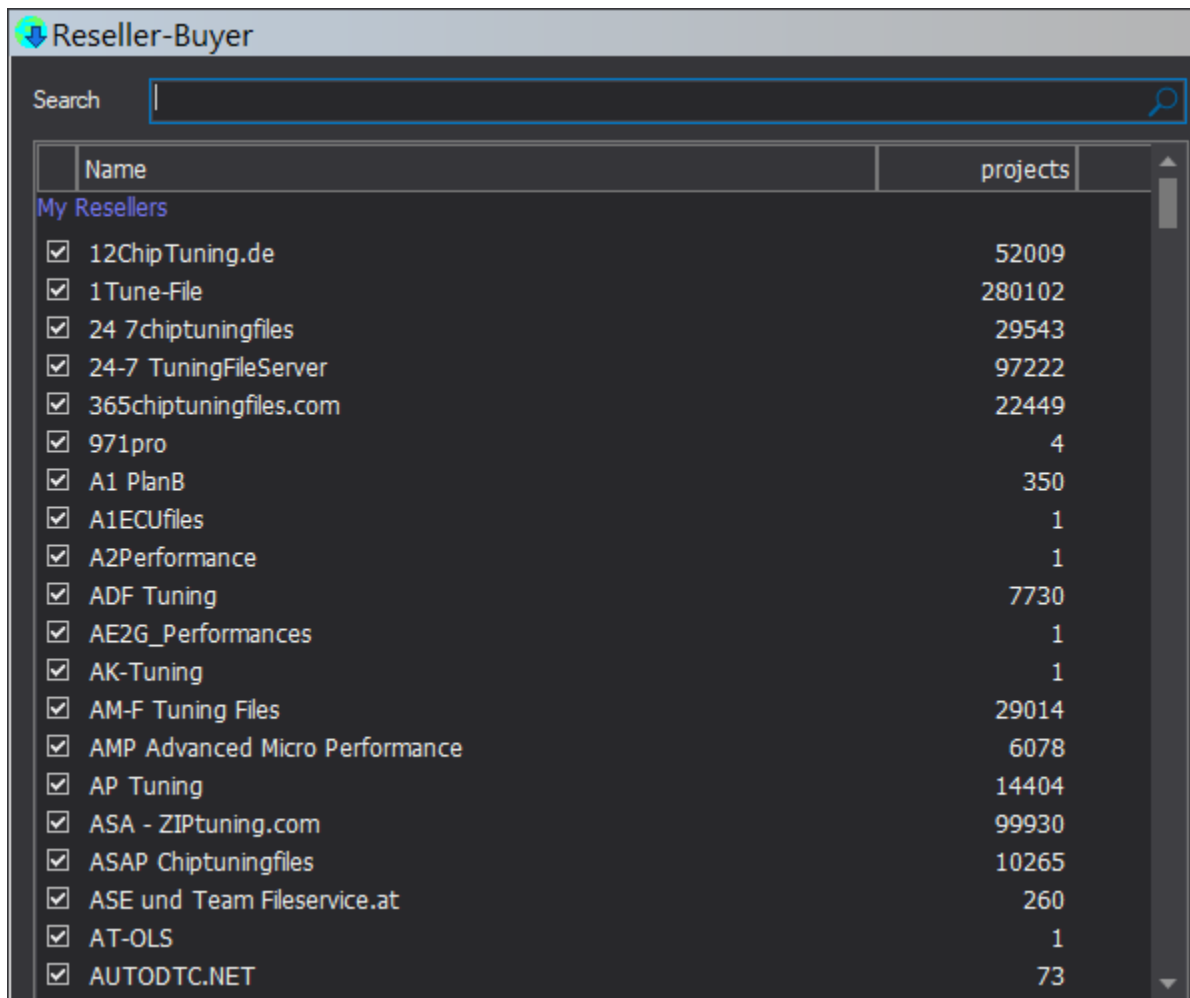 Reseller-Buyer
Search
Name projects
My Resellers
12ChipTuning.de 52009
1Tune-File 280102
24 7chiptuningfiles 29543
24-7 TuningFileServer 97222
365chiptuningfiles.com 22449
971pro 4
A1 PlanB 350
A1ECUfiles 1
A2Performance 1
ADF Tuning 7730
AE2G_Performances 1
AK-Tuning 1
AM-F Tuning Files 29014
AMP Advanced Micro Performance 6078
AP Tuning 14404
ASA - ZIPtuning.com 99930
ASAP Chiptuningfiles 10265
ASE und Team Fileservice.at 260
AT-OLS 1
AUTODTC.NET 73